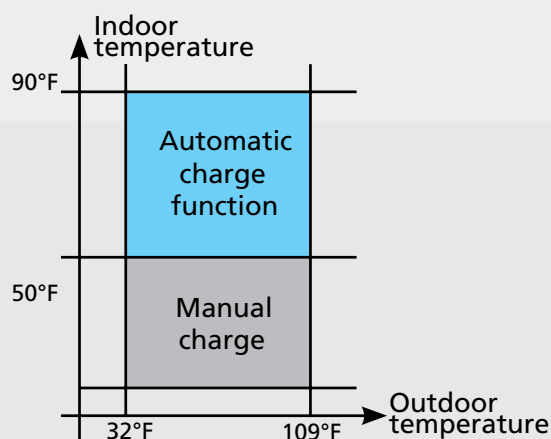 Indoor
temperature
90°F
Automatic
charge
function
50°F
Manual
charge
Outdoor
temperature
32°F
109°F